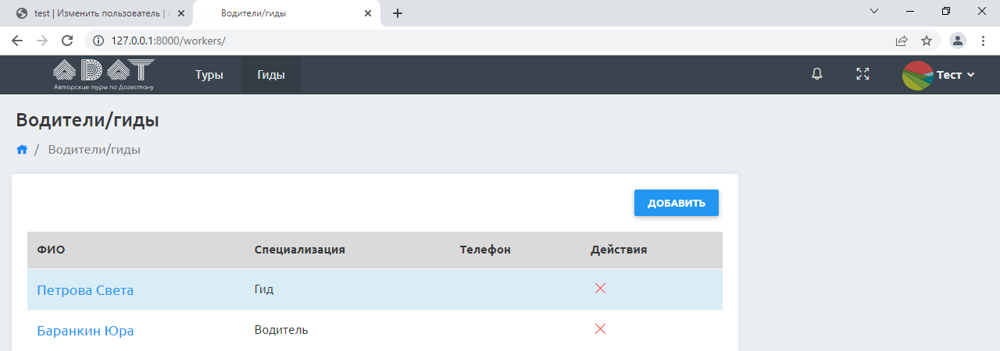 test | Изменить пользователь |
Водители/гиды
127.0.0.1:8000/workers/
АДАТ
Авторские туры по Дагестану
Туры
Гиды
Тест
Водители/гиды
/ Водители/гиды
ДОБАВИТЬ
ФИО Специализация Телефон Действия
Петрова Света Гид
Баранкин Юра Водитель